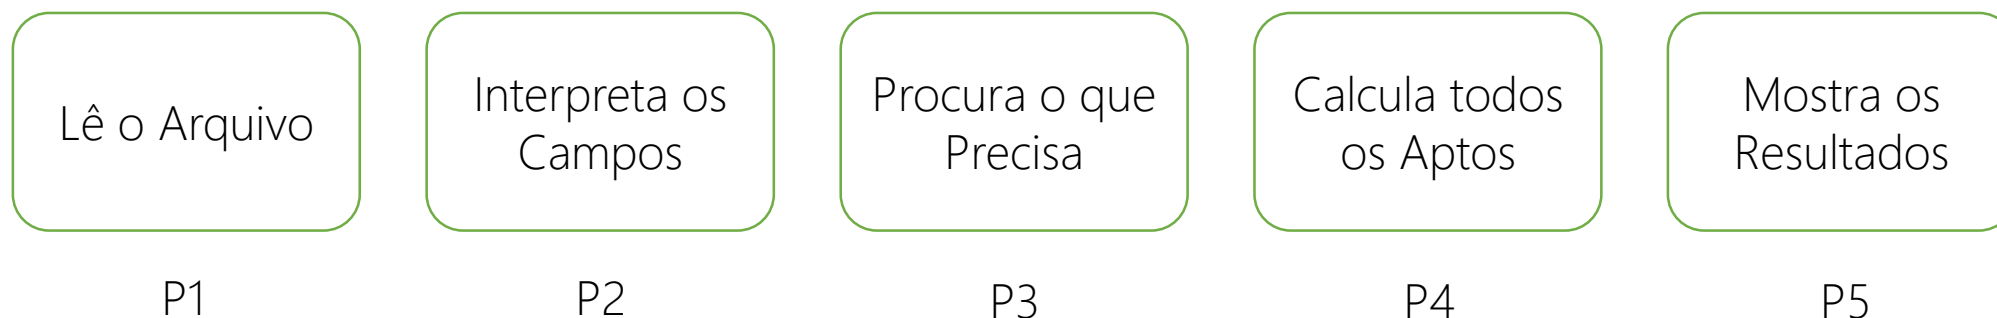 Lê o Arquivo
Interpreta os
Campos
Procura o que
Precisa
Calcula todos
os Aptos
Mostra os
Resultados
P1
P2
P3
P4
P5